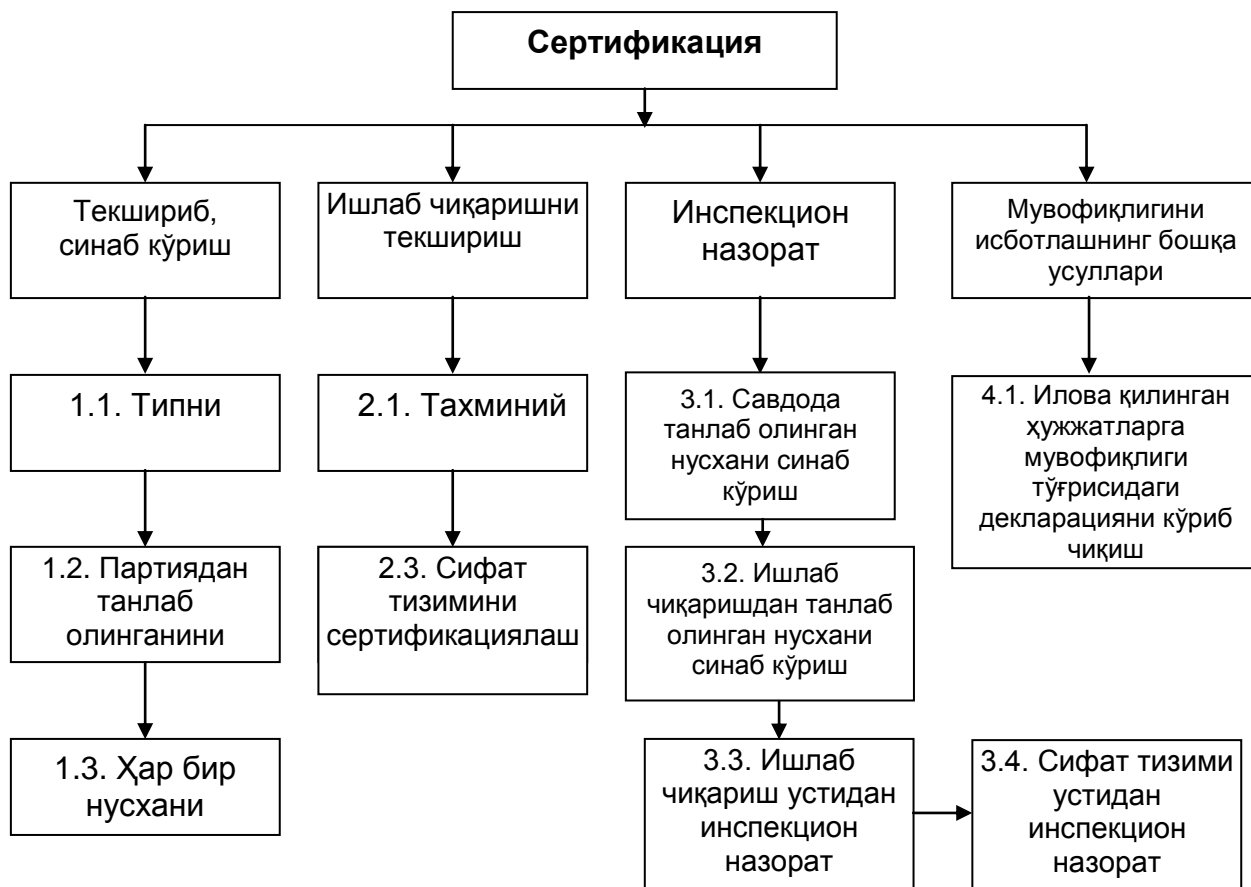 Сертификация
Текшириб,
синаб кўриш
Ишлаб чиқаришни
текшириш
Инспекцион
назорат
Мувофиқлигини
исботлашнинг бошқа
усуллари
1.1. Типни
2.1. Тахминий
3.1. Савдода
танлаб олинган
нусхани синаб
кўриш
4.1. Илова қилинган
ҳужжатларга
мувофиқлиги
тўғрисидаги
декларацияни кўриб
чиқиш
1.2. Партиядан
танлаб
олинганини
2.3. Сифат
тизимини
сертификациялаш
3.2. Ишлаб
чиқаришдан танлаб
олинган нусхани
синаб кўриш
1.3. Ҳар бир
нусхани
3.3. Ишлаб
чиқариш устидан
инспекцион
назорат
3.4. Сифат тизими
устидан
инспекцион
назорат